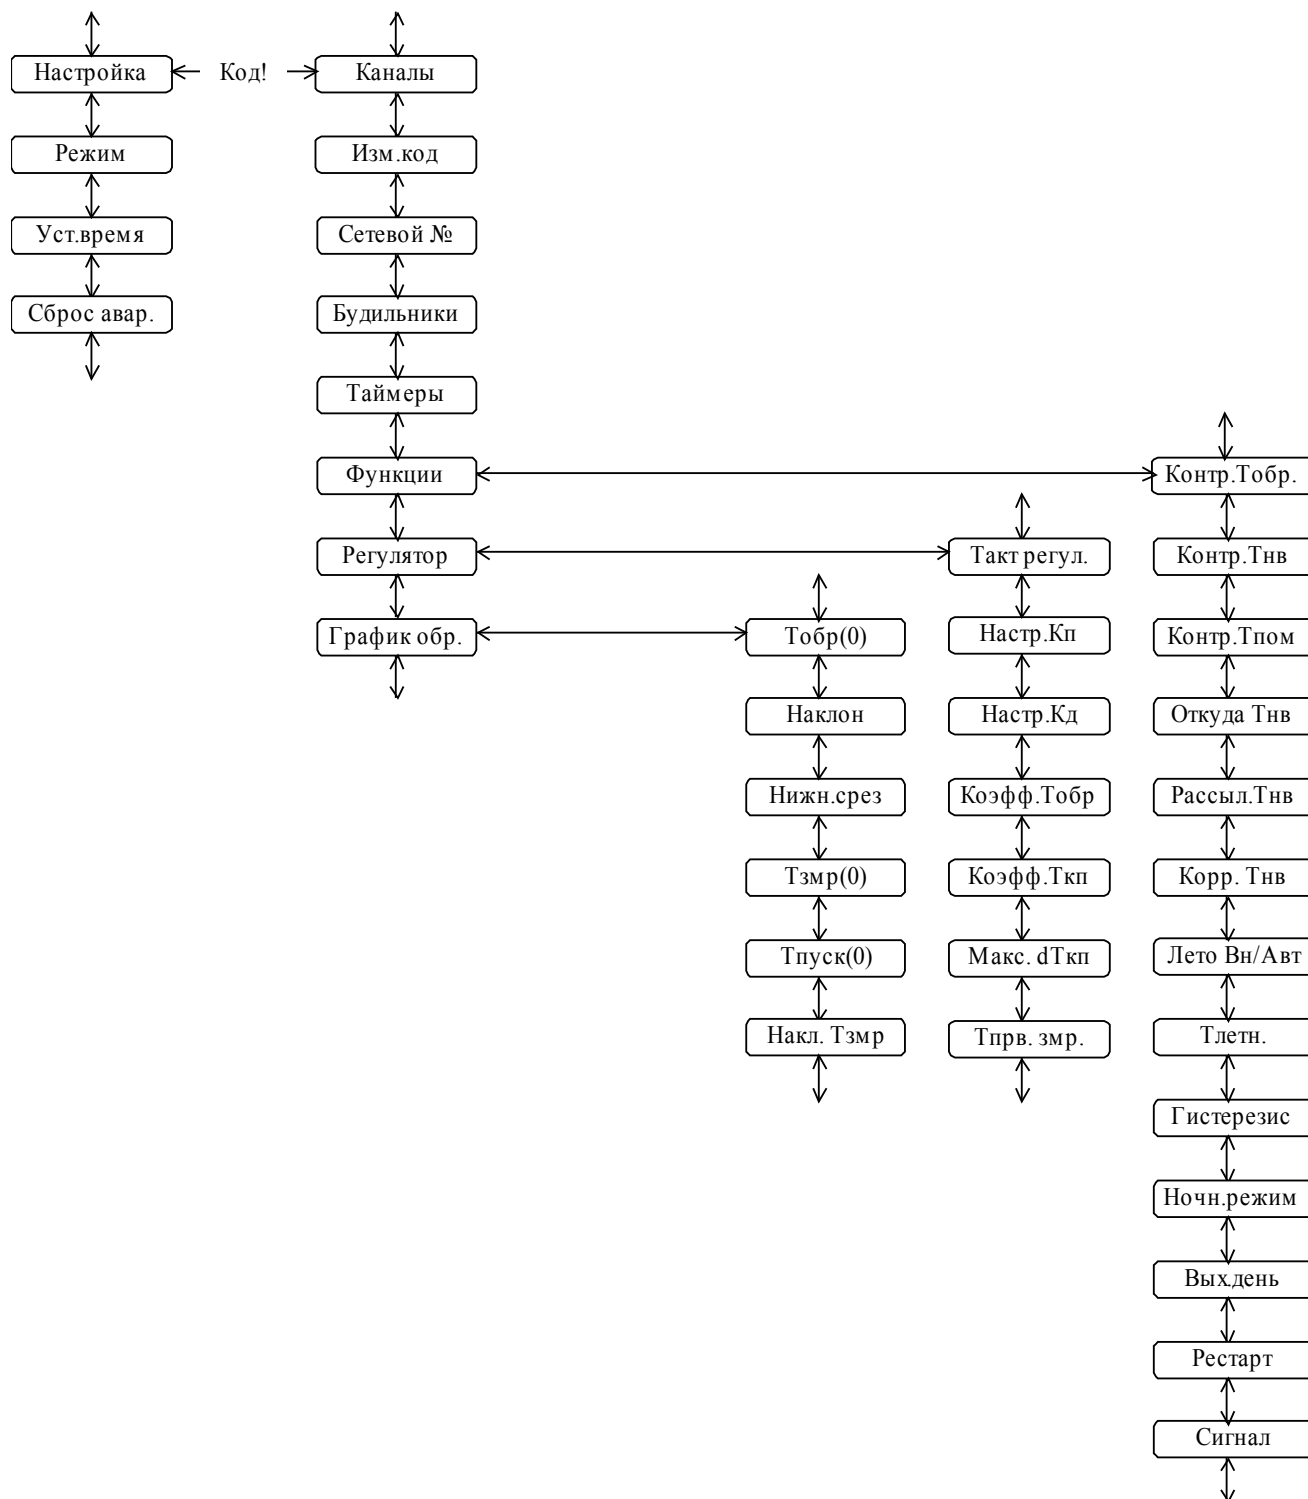 Настройка
Код!
Каналы
Режим
Изм.код
Уст.время
Сетевой №
Сброс авар.
Будильники
Таймеры
Функции
Контр.Тобр.
Регулятор
Такт регул.
Контр.Тнв
График обр.
Тобр(0)
Настр.Кп
Контр.Тпом
Наклон
Настр.Кд
Откуда Тнв
Нижн.срез
Коэфф.Тобр
Рассыл.Тнв
Тзмр(0)
Коэфф.Ткп
Корр. Тнв
Тпуск(0)
Макс. dТкп
Лето Вн/Авт
Накл. Тзмр
Тпрв. змр.
Тлетн.
Гистерезис
Ночн.режим
Вых.день
Рестарт
Сигнал